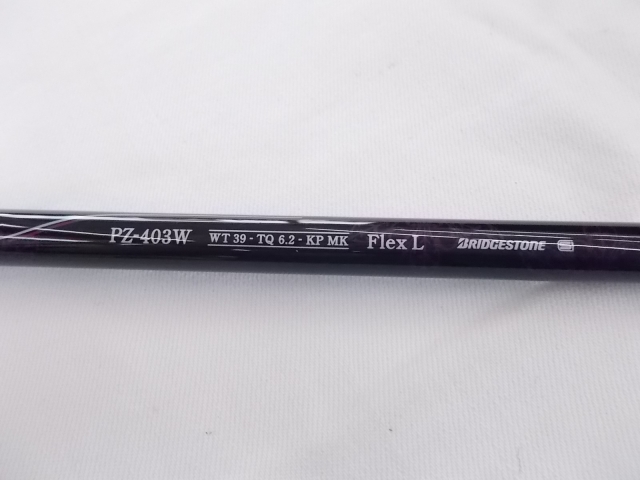 PZ-403W WT 39 - TQ 6.2 - KP MK Flex L BRIDGESTONE